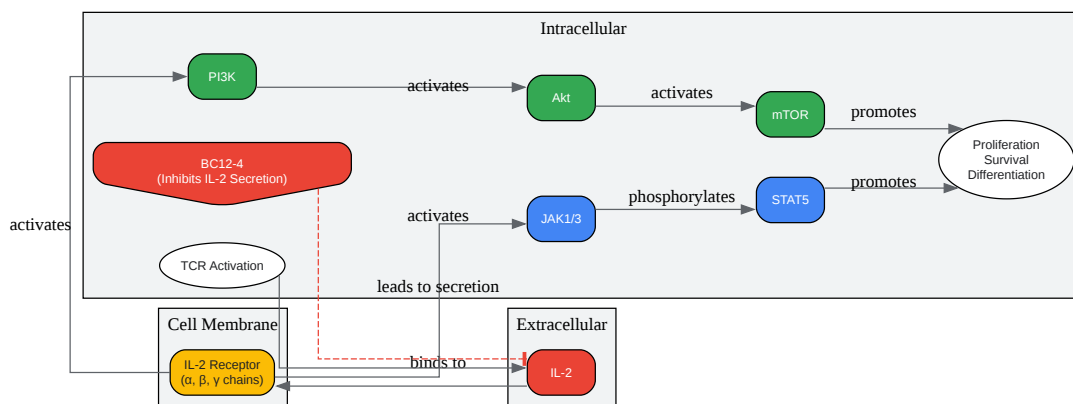 Intracellular
PI3K
activates
Akt
activates
mTOR
promotes
Proliferation
Survival
Differentiation
BC12-4
(Inhibits IL-2 Secretion)
activates
activates
JAK1/3
phosphorylates
STAT5
promotes
TCR Activation
leads to secretion
Cell Membrane
Extracellular
IL-2 Receptor
(α, β, γ chains)
binds to
IL-2